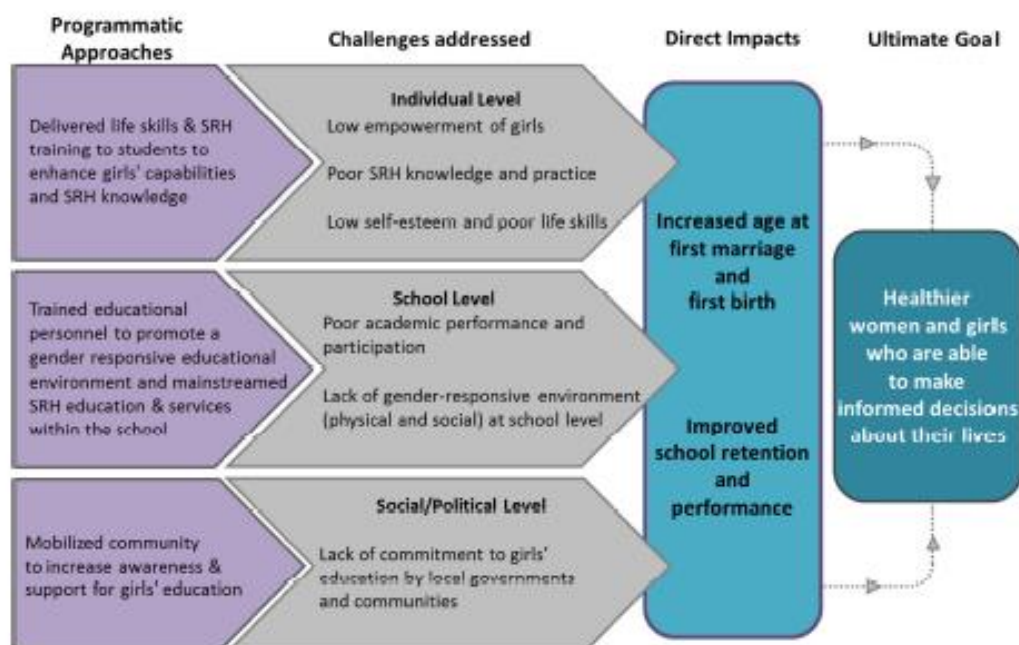 Programmatic
Approaches
Challenges addressed
Direct Impacts
Ultimate Goal
Delivered life skills & SRH
training to students to
enhance girls' capabilities
and SRH knowledge
Individual Level
Low empowerment of girls
Poor SRH knowledge and practice
Low self-esteem and poor life skills
Trained educational
personnel to promote a
gender responsive educational
environment and mainstreamed
SRH education & services
within the school
School Level
Poor academic performance and
participation
Lack of gender-responsive environment
(physical and social) at school level
Mobilized community
to increase awareness &
support for girls' education
Social/Political Level
Lack of commitment to girls'
education by local governments
and communities
Increased age at
first marriage
and
first birth
Improved
school retention
and
performance
Healthier
women and girls
who are able
to make
informed decisions
about their lives